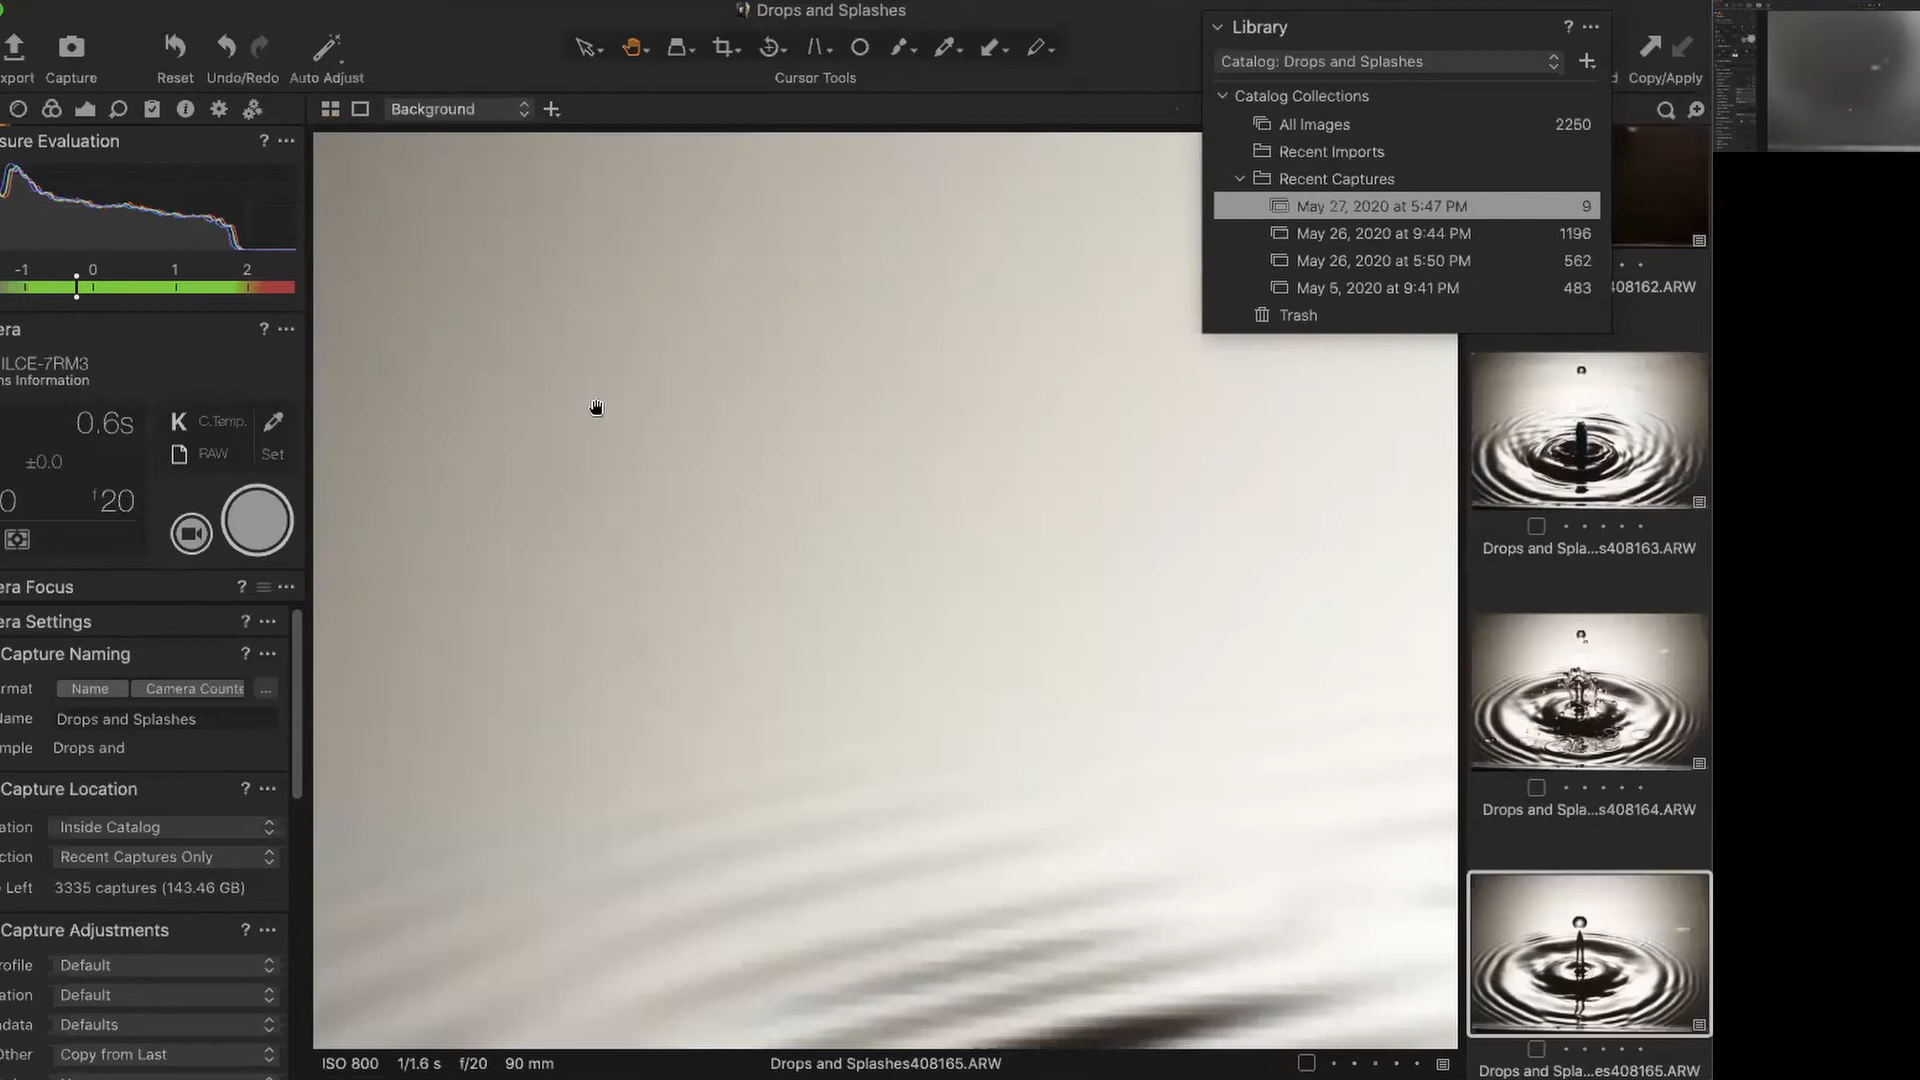 Drops and Splashes
xport
Capture
Reset
Undo/Redo
Auto Adjust
Cursor Tools
Copy/Apply
Background
Library
?
Catalog: Drops and Splashes
Catalog Collections
All Images 2250
Recent Imports
Recent Captures
May 27, 2020 at 5:47 PM 9
May 26, 2020 at 9:44 PM 1196
May 26, 2020 at 5:50 PM 562
May 5, 2020 at 9:41 PM 483
Trash
sure Evaluation ?
-1 0 1 2
era ?
ILCE-7RM3
ns Information
0.6s
K C.Temp.
±0.0
RAW Set
0 f20
era Focus ?
era Settings ?
Capture Naming ?
rmat Name Camera Counte ...
Name Drops and Splashes
mple Drops and
Capture Location ?
ation Inside Catalog
ction Recent Captures Only
e Left 3335 captures (143.46 GB)
Capture Adjustments ?
rofile Default
ation Default
adata Defaults
Other Copy from Last
ISO 800 1/1.6 s f/20 90 mm
Drops and Splashes408165.ARW
408162.ARW
Drops and Spla...s408163.ARW
Drops and Spla...s408164.ARW
Drops and Spla...es408165.ARW